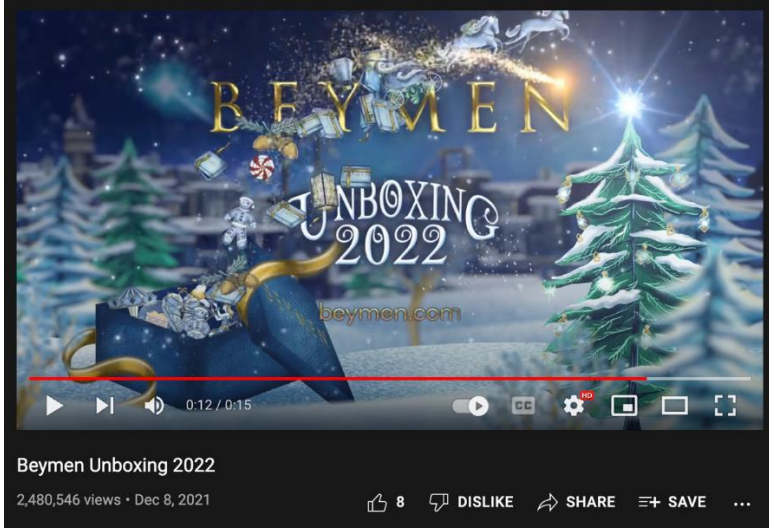 BEYMEN
UNBOXING
2022
beymen.com
0:12 / 0:15
CC
HD
Beymen Unboxing 2022
2,480,546 views • Dec 8, 2021
8 DISLIKE SHARE SAVE ...